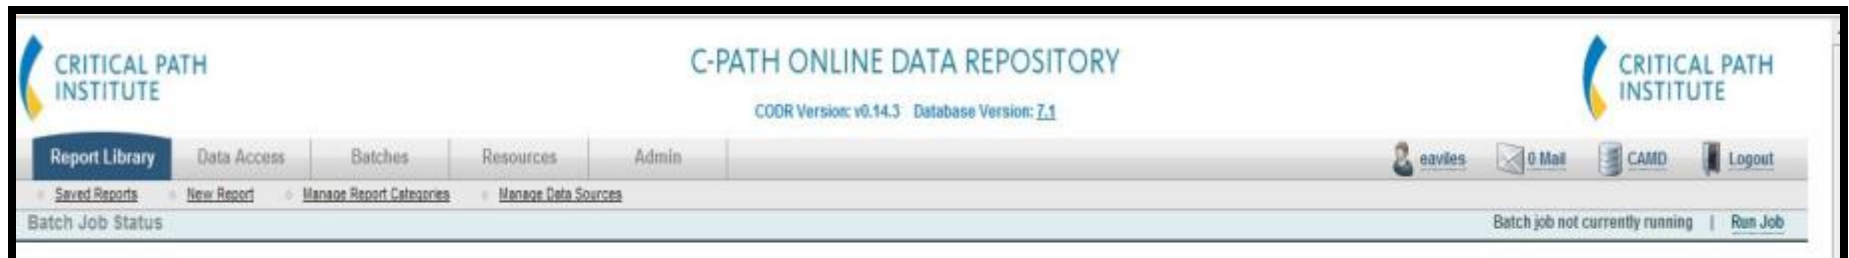 CRITICAL PATH
INSTITUTE
C-PATH ONLINE DATA REPOSITORY
CODR Version: v0.14.3 Database Version: 7.1
CRITICAL PATH
INSTITUTE
Report Library Data Access Batches Resources Admin eaviles 0 Mail CAMD Logout
Saved Reports New Report Manage Report Categories Manage Data Sources
Batch Job Status Batch job not currently running | Run Job